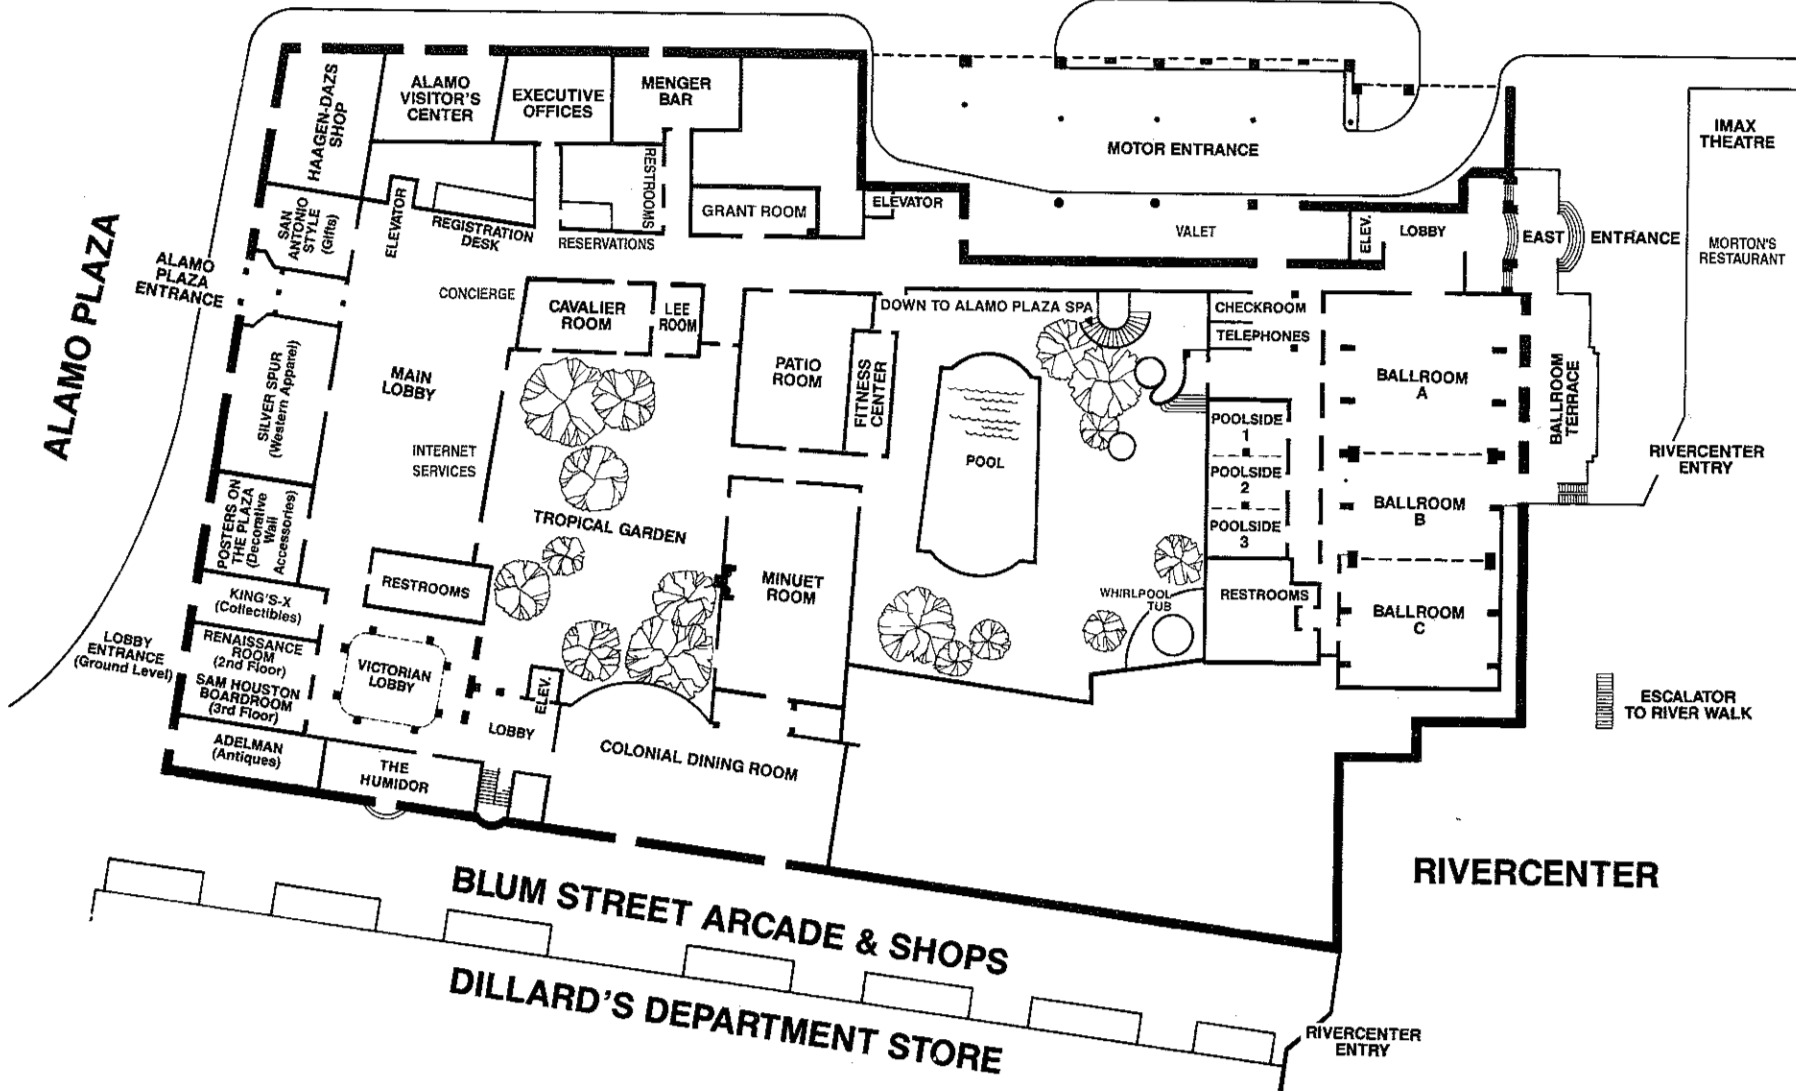 HAAGEN-DAZS
SHOP
ALAMO
VISITOR'S
CENTER
EXECUTIVE
OFFICES
MENGER
BAR
MOTOR ENTRANCE
IMAX
THEATRE
RESTROOMS
GRANT ROOM
ELEVATOR
SAN
ANTONIO
STYLE
(Gifts)
ELEVATOR
REGISTRATION
DESK
RESERVATIONS
VALET
ELEV.
LOBBY
EAST
ENTRANCE
MORTON'S
RESTAURANT
ALAMO PLAZA
ALAMO
PLAZA
ENTRANCE
CONCIERGE
CAVALIER
ROOM
LEE
ROOM
DOWN TO ALAMO PLAZA SPA
CHECKROOM
TELEPHONES
SILVER SPUR
(Western Apparel)
MAIN
LOBBY
PATIO
ROOM
FITNESS
CENTER
BALLROOM
A
BALLROOM
TERRACE
INTERNET
SERVICES
POOL
POOLSIDE
1
POOLSIDE
2
POOLSIDE
3
RIVERCENTER
ENTRY
POSTERS ON
THE PLAZA
(Decorative
Wall
Accessories)
TROPICAL GARDEN
BALLROOM
B
RESTROOMS
MINUET
ROOM
WHIRLPOOL
TUB
RESTROOMS
BALLROOM
C
KING'S-X
(Collectibles)
LOBBY
ENTRANCE
(Ground Level)
RENAISSANCE
ROOM
(2nd Floor)
SAM HOUSTON
BOARDROOM
(3rd Floor)
VICTORIAN
LOBBY
ELEV.
LOBBY
COLONIAL DINING ROOM
ESCALATOR
TO RIVER WALK
ADELMAN
(Antiques)
THE
HUMIDOR
RIVERCENTER
BLUM STREET ARCADE & SHOPS
DILLARD'S DEPARTMENT STORE
RIVERCENTER
ENTRY